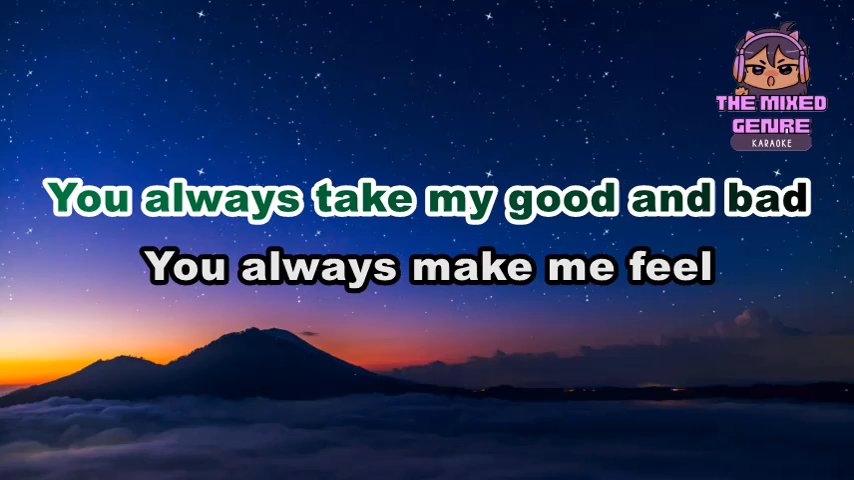 THE MIXED
GENRE
KARAOKE
You always take my good and bad
You always make me feel